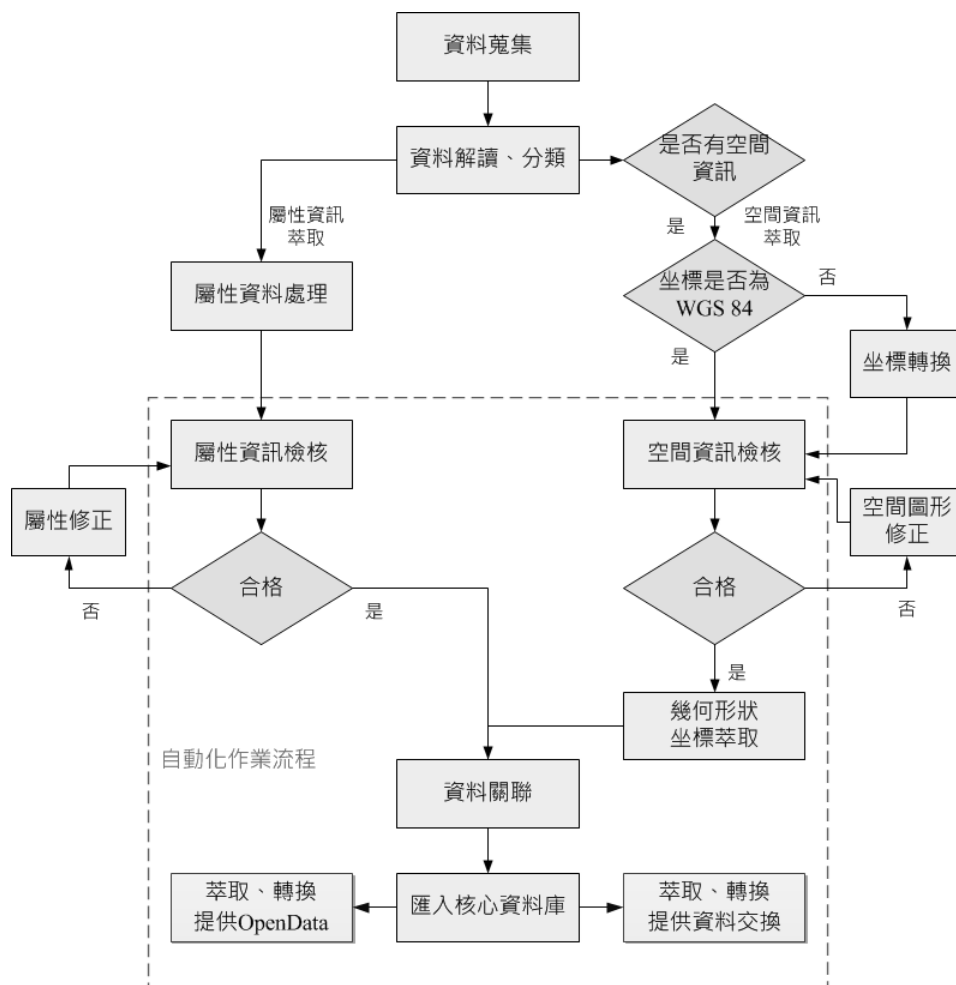 資料蒐集
資料解讀、分類
是否有空間
資訊
屬性資訊
萃取
是
空間資訊
萃取
屬性資料處理
坐標是否為
WGS 84
否
是
坐標轉換
屬性資訊檢核
空間資訊檢核
屬性修正
空間圖形
修正
合格
合格
否
是
否
是
幾何形狀
坐標萃取
自動化作業流程
資料關聯
萃取、轉換
提供OpenData
匯入核心資料庫
萃取、轉換
提供資料交換